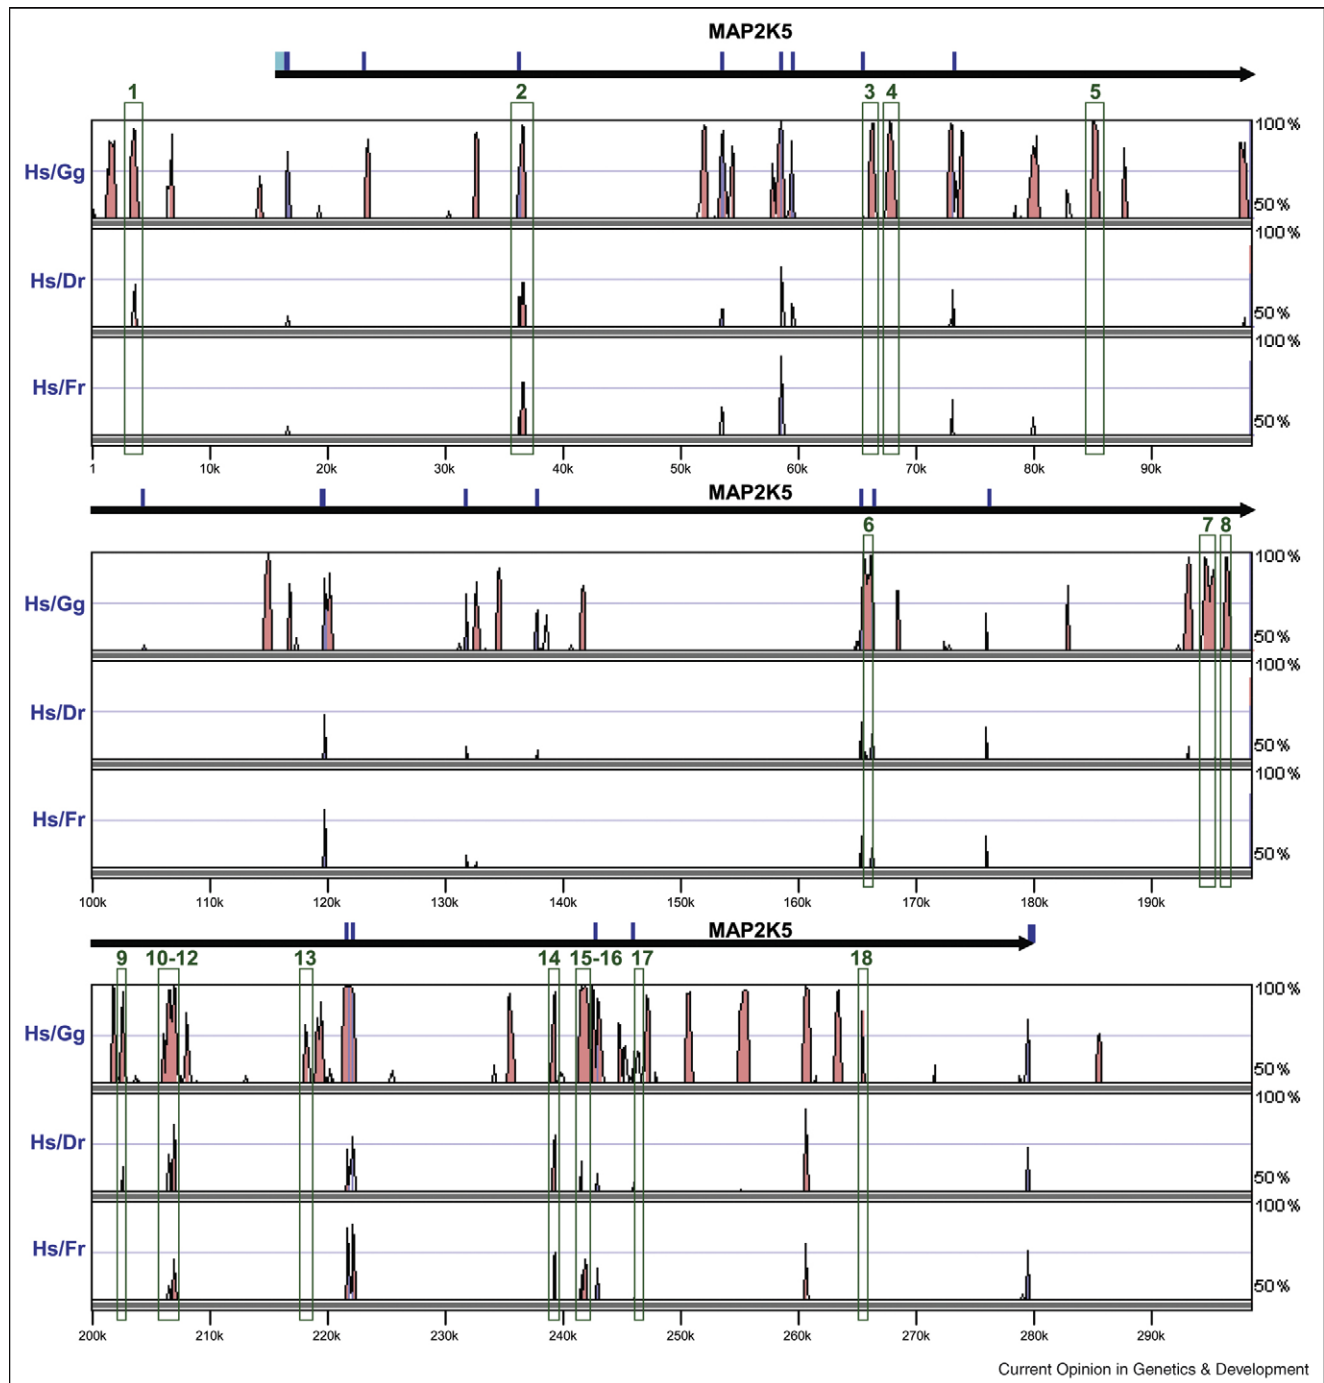 MAP2K5
1 2 3 4 5
100%
Hs/Gg
50%
100%
Hs/Dr
50%
100%
Hs/Fr
50%
1 10k 20k 30k 40k 50k 60k 70k 80k 90k
MAP2K5
6 7 8
100%
Hs/Gg
50%
100%
Hs/Dr
50%
100%
Hs/Fr
50%
100k 110k 120k 130k 140k 150k 160k 170k 180k 190k
MAP2K5
9 10-12 13 14 15-16 17 18
100%
Hs/Gg
50%
100%
Hs/Dr
50%
100%
Hs/Fr
50%
200k 210k 220k 230k 240k 250k 260k 270k 280k 290k
Current Opinion in Genetics & Development